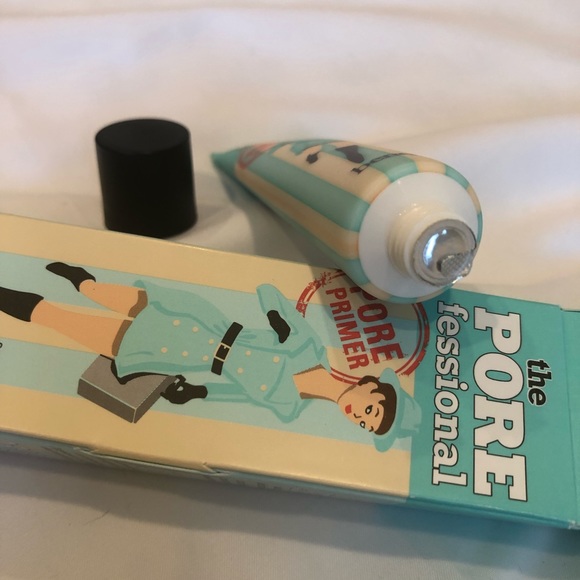 the
PORE
fessional
PORE
PRIMER